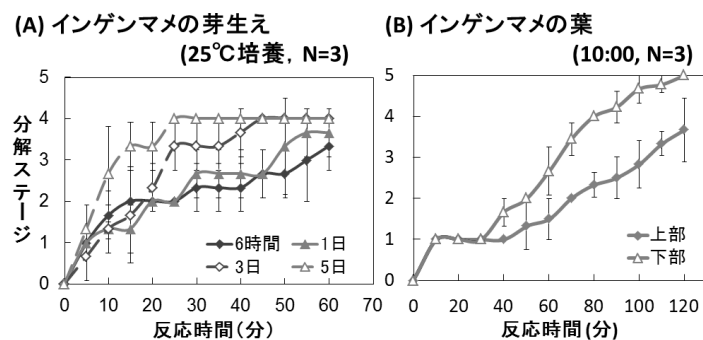 (A) インゲンマメの芽生え
(25℃培養, N=3)
分解ステージ
5
4
3
2
1
0
0 10 20 30 40 50 60 70
反応時間(分)
6時間 1日
3日 5日
(B) インゲンマメの葉
(10:00, N=3)
5
4
3
2
1
0
0 20 40 60 80 100 120
反応時間(分)
上部
下部